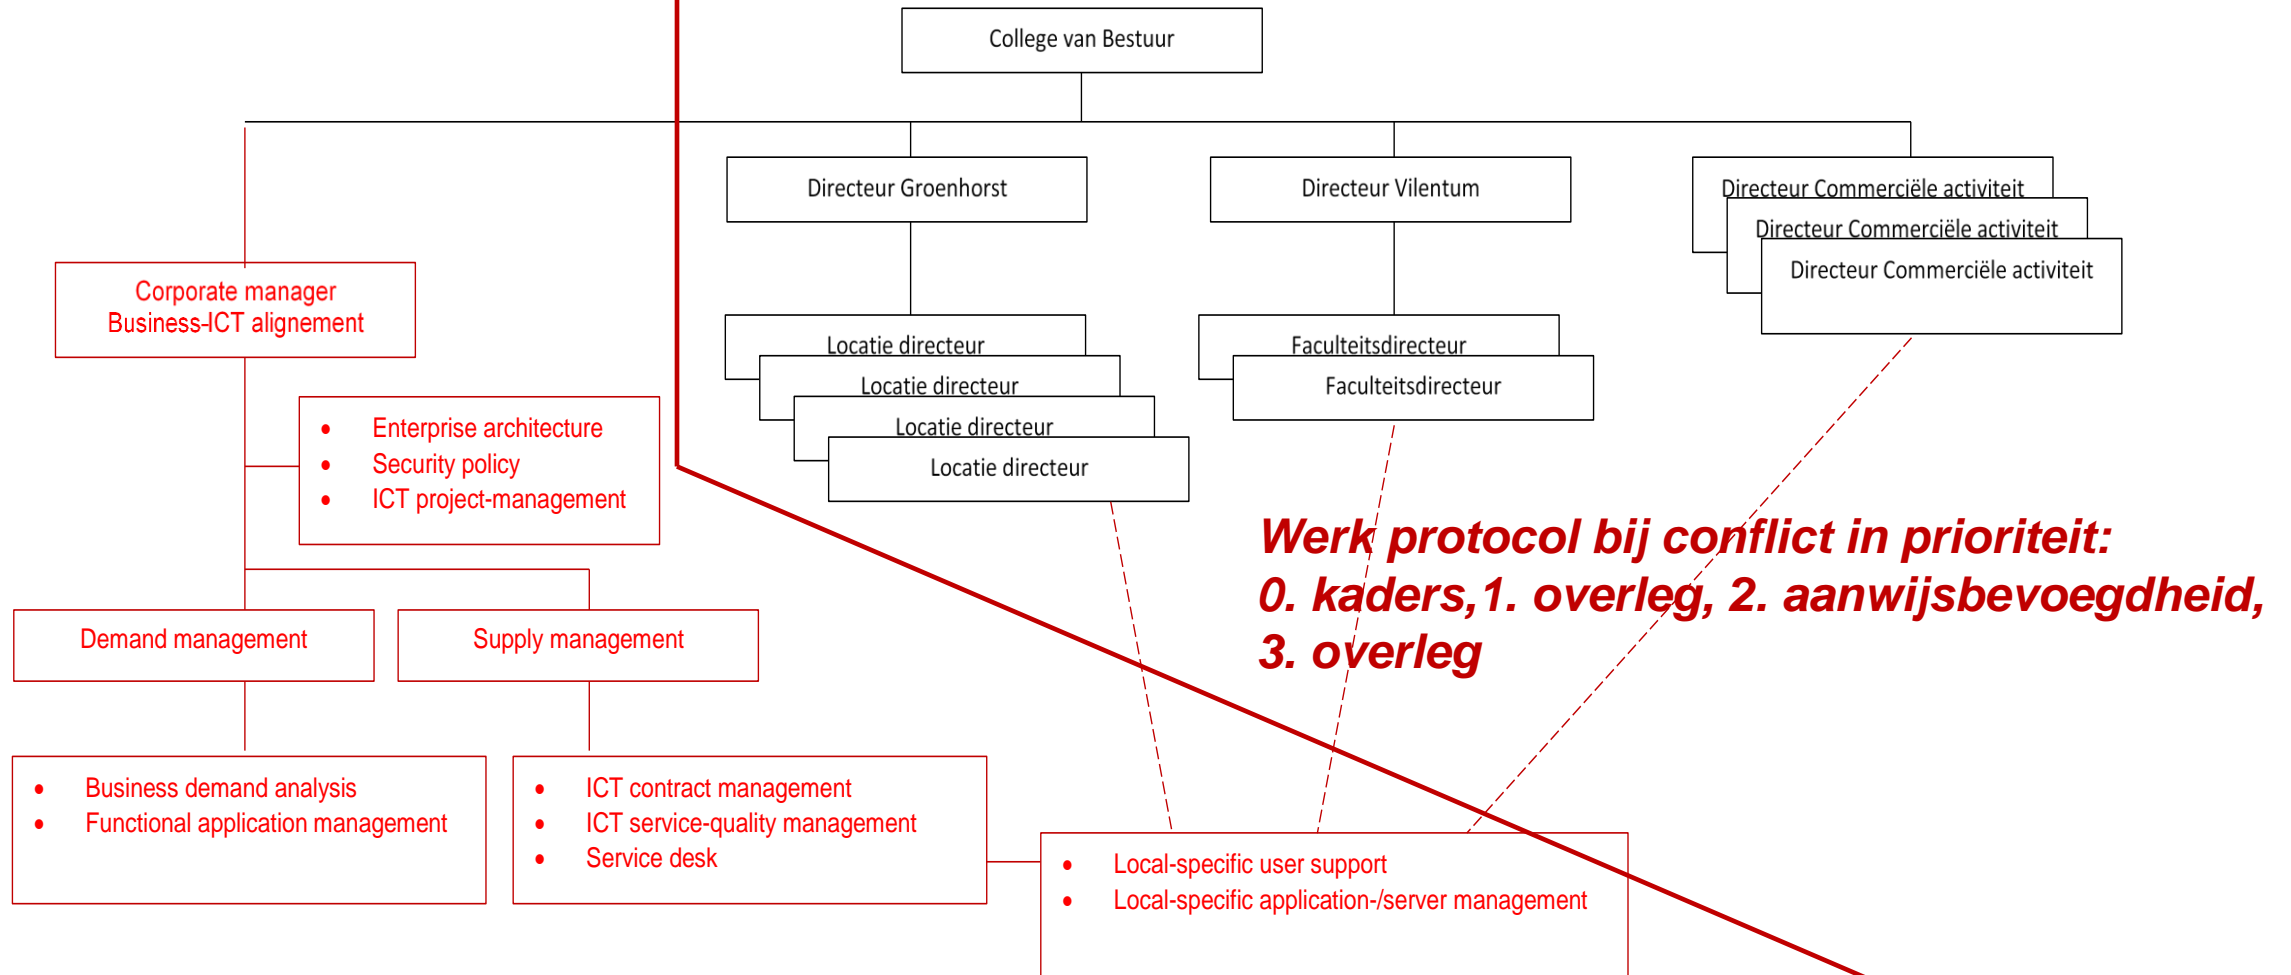 College van Bestuur
Directeur Groenhorst
Directeur Vilentum
Directeur Commerciële activiteit
Directeur Commerciële activiteit
Directeur Commerciële activiteit
Corporate manager
Business-ICT alignement
Locatie directeur
Locatie directeur
Locatie directeur
Locatie directeur
Faculteitsdirecteur
Faculteitsdirecteur
• Enterprise architecture
• Security policy
• ICT project-management
Werk protocol bij conflict in prioriteit:
0. kaders,1. overleg, 2. aanwijsbevoegdheid,
3. overleg
Demand management
Supply management
• Business demand analysis
• Functional application management
• ICT contract management
• ICT service-quality management
• Service desk
• Local-specific user support
• Local-specific application-/server management